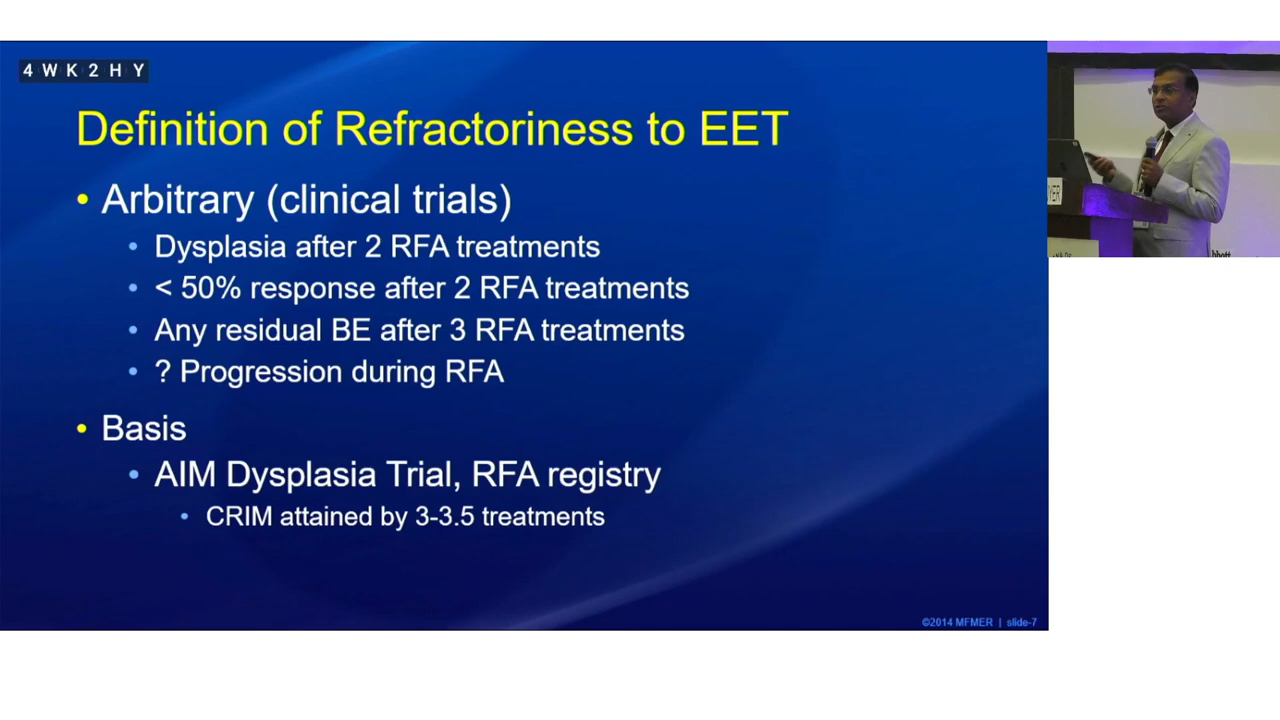 4WK2HY
Definition of Refractoriness to EET
• Arbitrary (clinical trials)
• Dysplasia after 2 RFA treatments
• < 50% response after 2 RFA treatments
• Any residual BE after 3 RFA treatments
• ? Progression during RFA
• Basis
• AIM Dysplasia Trial, RFA registry
• CRIM attained by 3-3.5 treatments
©2014 MFMER | slide-7